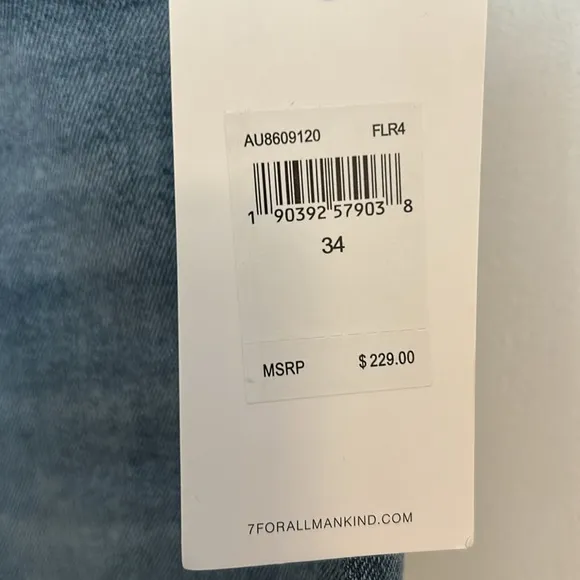 AU8609120 FLR4
1 90392 57903 8
34
MSRP $229.00
7FORALLMANKIND.COM